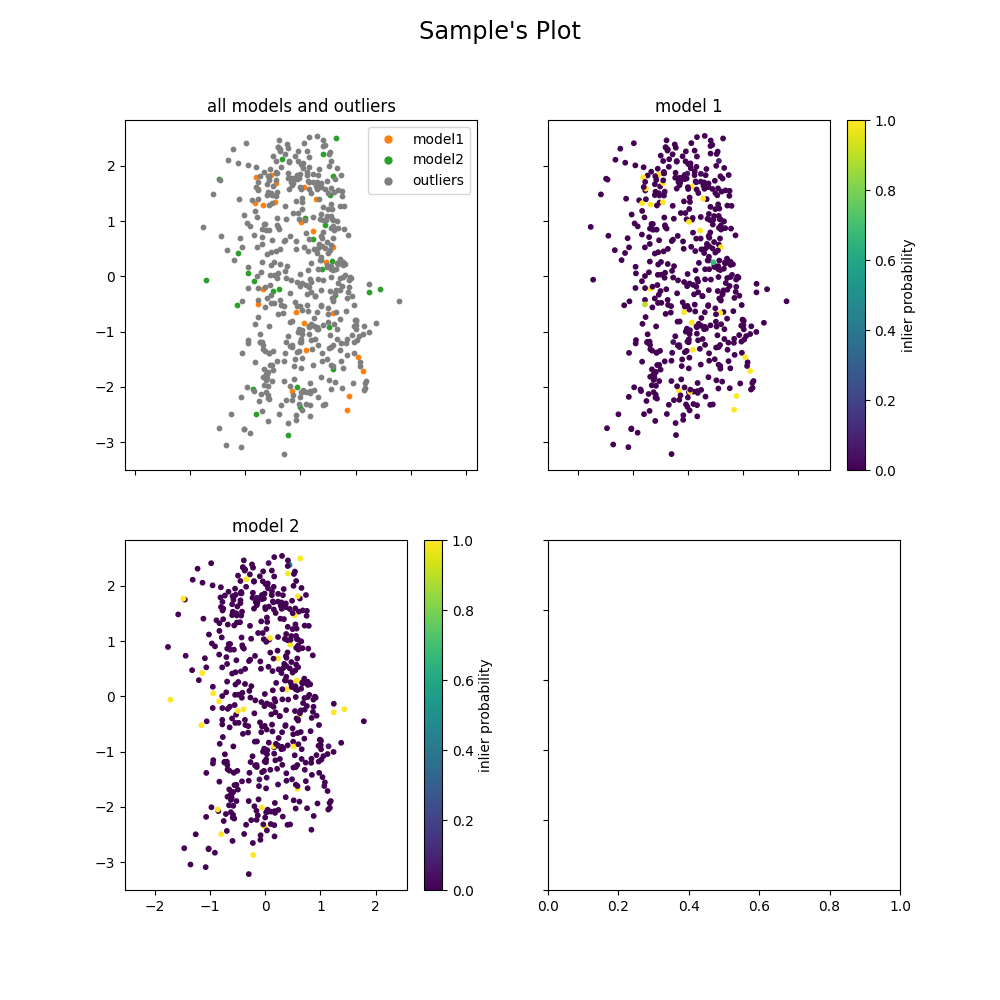 Sample's Plot
all models and outliers
model 1
model1
model2
outliers
2
1
0
−1
−2
−3
1.0
0.8
0.6
0.4
0.2
0.0
inlier probability
model 2
2
1
0
−1
−2
−3
−2 −1 0 1 2
1.0
0.8
0.6
0.4
0.2
0.0
inlier probability
0.0 0.2 0.4 0.6 0.8 1.0